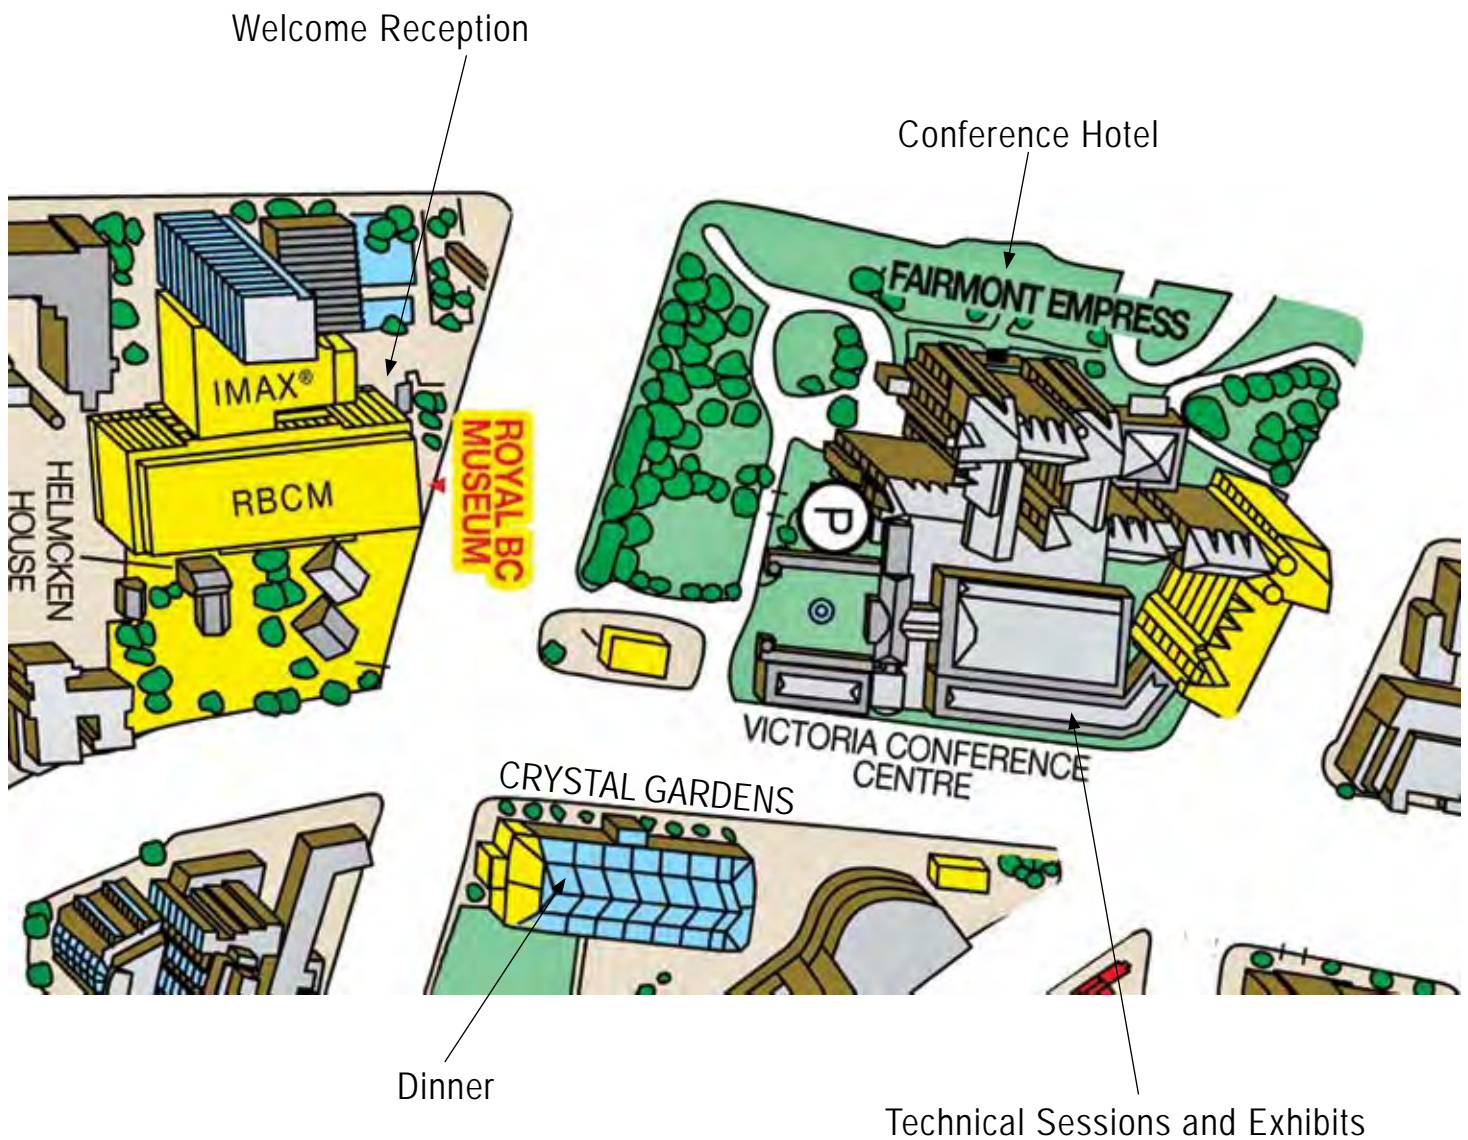 Welcome Reception
Conference Hotel
FAIRMONT EMPRESS
IMAX®
RBCM
ROYAL BC
MUSEUM
HELMCKEN
HOUSE
P
VICTORIA CONFERENCE
CENTRE
CRYSTAL GARDENS
Dinner
Technical Sessions and Exhibits